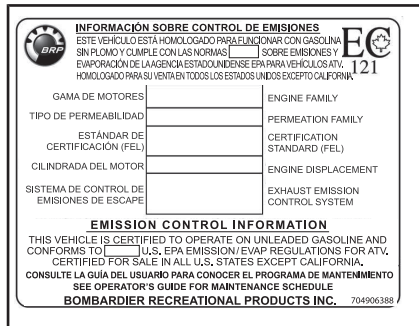 INFORMACIÓN SOBRE CONTROL DE EMISIONES
ESTE VEHÍCULO ESTÁ HOMOLOGADO PARA FUNCIONAR CON GASOLINA
SIN PLOMO Y CUMPLE CON LAS NORMAS SOBRE EMISIONES Y
EVAPORACIÓN DE LA AGENCIA ESTADOUNIDENSE EPA PARA VEHÍCULOS ATV.
HOMOLOGADO PARA SU VENTA EN TODOS LOS ESTADOS UNIDOS EXCEPTO CALIFORNIA.
BRP
EC
121
GAMA DE MOTORES
ENGINE FAMILY
TIPO DE PERMEABILIDAD
PERMEATION FAMILY
ESTÁNDAR DE
CERTIFICACIÓN (FEL)
CERTIFICATION
STANDARD (FEL)
CILINDRADA DEL MOTOR
ENGINE DISPLACEMENT
SISTEMA DE CONTROL DE
EMISIONES DE ESCAPE
EXHAUST EMISSION
CONTROL SYSTEM
EMISSION CONTROL INFORMATION
THIS VEHICLE IS CERTIFIED TO OPERATE ON UNLEADED GASOLINE AND
CONFORMS TO U.S. EPA EMISSION/EVAP REGULATIONS FOR ATV.
CERTIFIED FOR SALE IN ALL U.S. STATES EXCEPT CALIFORNIA.
CONSULTE LA GUÍA DEL USUARIO PARA CONOCER EL PROGRAMA DE MANTENIMIENTO
SEE OPERATOR'S GUIDE FOR MAINTENANCE SCHEDULE
BOMBARDIER RECREATIONAL PRODUCTS INC. 704906388